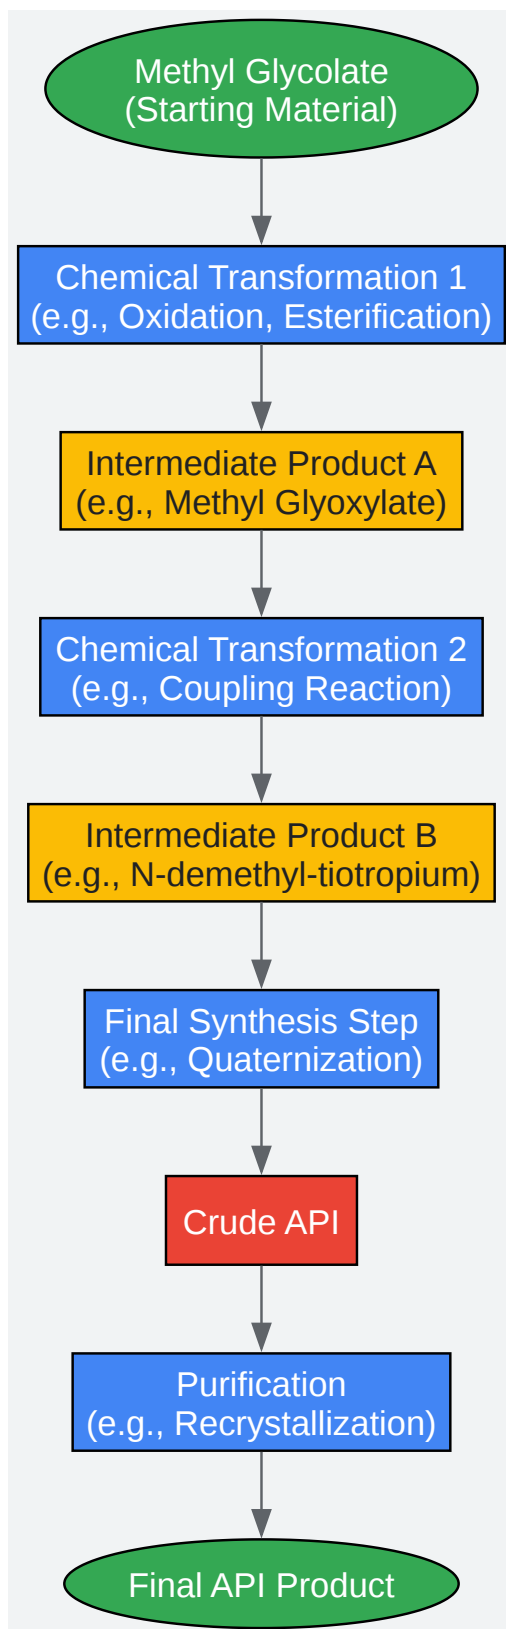 Methyl Glycolate
(Starting Material)
Chemical Transformation 1
(e.g., Oxidation, Esterification)
Intermediate Product A
(e.g., Methyl Glyoxylate)
Chemical Transformation 2
(e.g., Coupling Reaction)
Intermediate Product B
(e.g., N-demethyl-tiotropium)
Final Synthesis Step
(e.g., Quaternization)
Crude API
Purification
(e.g., Recrystallization)
Final API Product